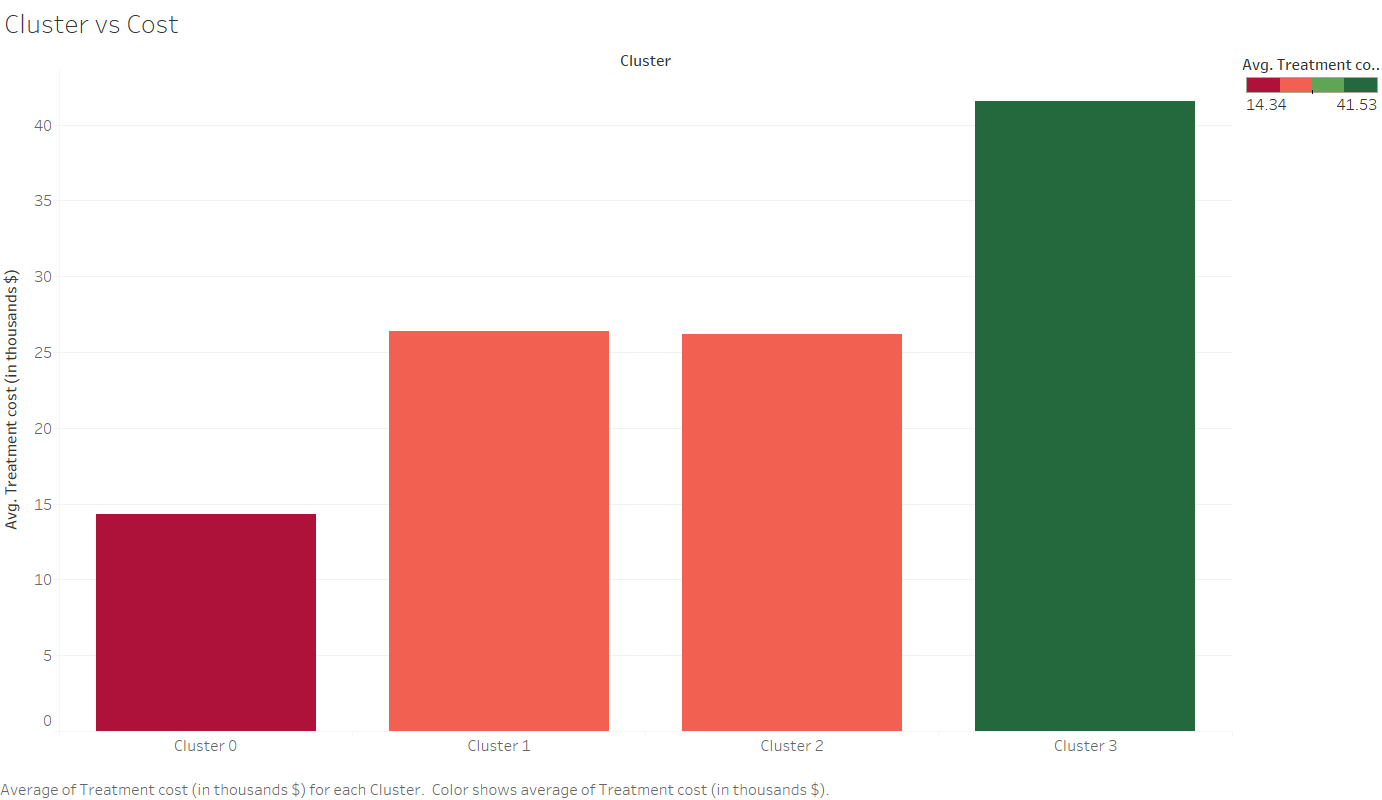 Cluster vs Cost
Cluster
Avg. Treatment co..
14.34 41.53
Avg. Treatment cost (in thousands $)
40
35
30
25
20
15
10
5
0
Cluster 0 Cluster 1 Cluster 2 Cluster 3
Average of Treatment cost (in thousands $) for each Cluster. Color shows average of Treatment cost (in thousands $).